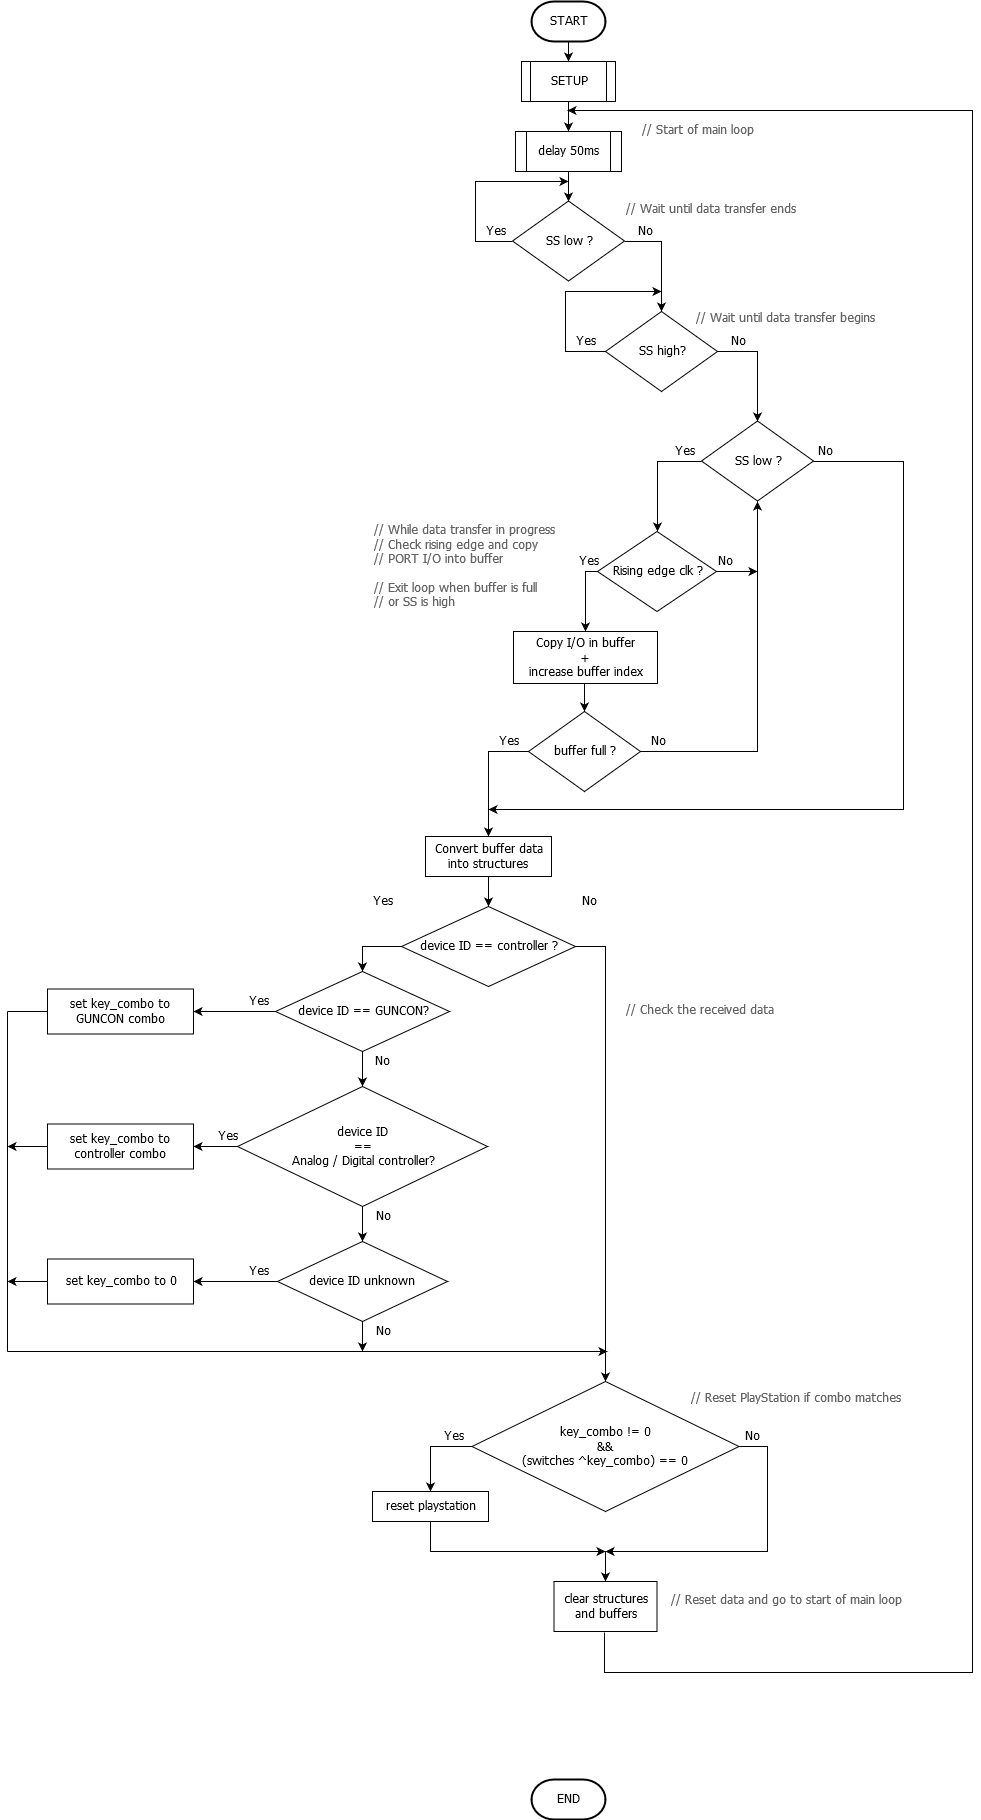 START
SETUP
// Start of main loop
delay 50ms
// Wait until data transfer ends
Yes
No
SS low ?
// Wait until data transfer begins
Yes
No
SS high?
Yes
No
SS low ?
// While data transfer in progress
// Check rising edge and copy
// PORT I/O into buffer
// Exit loop when buffer is full
// or SS is high
Yes
No
Rising edge clk ?
Copy I/O in buffer
+
increase buffer index
Yes
No
buffer full ?
Convert buffer data
into structures
Yes
No
device ID == controller ?
set key_combo to
GUNCON combo
Yes
device ID == GUNCON?
// Check the received data
No
set key_combo to
controller combo
Yes
device ID
==
Analog / Digital controller?
No
set key_combo to 0
Yes
device ID unknown
No
// Reset PlayStation if combo matches
Yes
No
key_combo != 0
&&
(switches ^key_combo) == 0
reset playstation
clear structures
and buffers
// Reset data and go to start of main loop
END